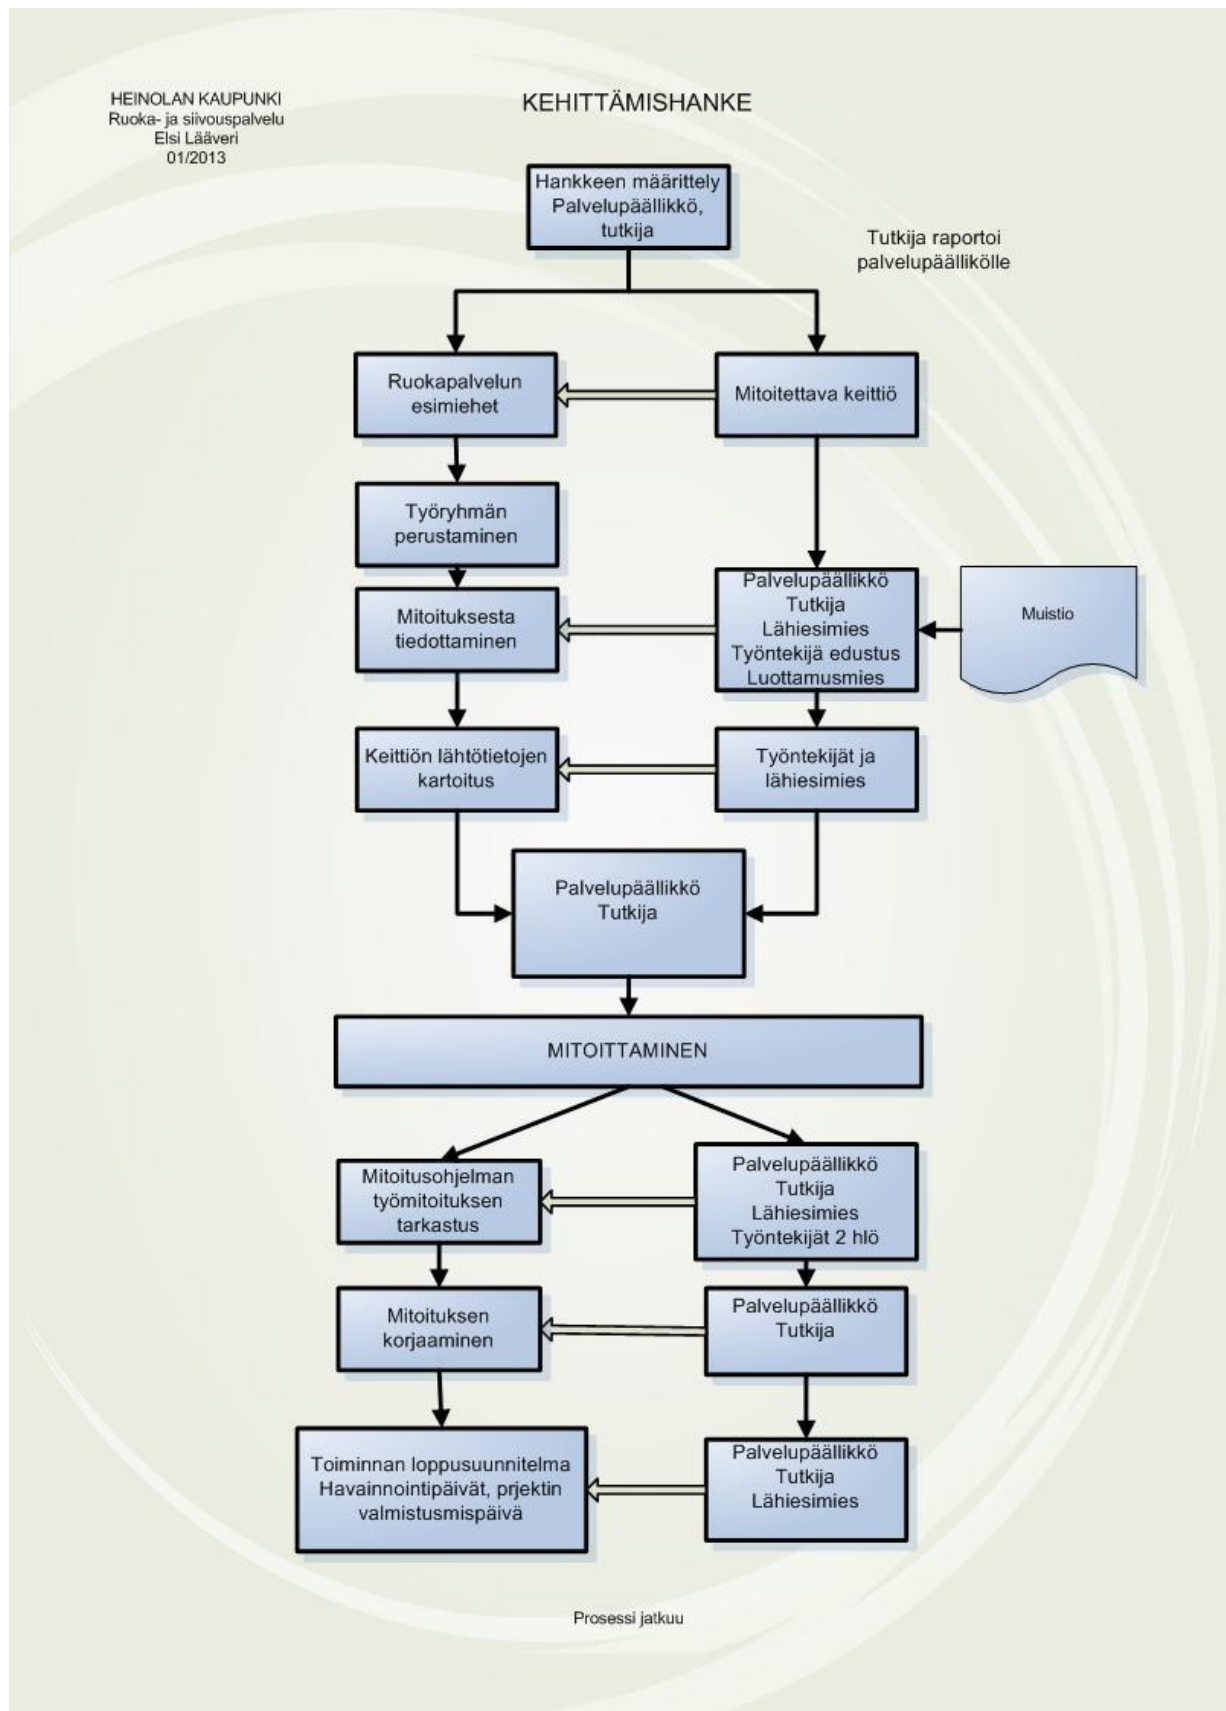 HEINOLAN KAUPUNKI
Ruoka- ja siivouspalvelu
Elsi Lääveri
01/2013
KEHITTÄMISHANKE
Hankkeen määrittely
Palvelupäällikkö,
tutkija
Tutkija raportoi
palvelupäällikölle
Ruokapalvelun
esimiehet
Mitoitettava keittiö
Työryhmän
perustaminen
Mitoituksesta
tiedottaminen
Palvelupäällikkö
Tutkija
Lähiesimies
Työntekijä edustus
Luottamusmies
Muistio
Keittiön lähtötietojen
kartoitus
Työntekijät ja
lähiesimies
Palvelupäällikkö
Tutkija
MITOITTAMINEN
Mitoitusohjelman
työmitoituksen
tarkastus
Palvelupäällikkö
Tutkija
Lähiesimies
Työntekijät 2 hlö
Mitoituksen
korjaaminen
Palvelupäällikkö
Tutkija
Toiminnan loppusuunnitelma
Havainnointipäivät, prjektin
valmistusmispäivä
Palvelupäällikkö
Tutkija
Lähiesimies
Prosessi jatkuu